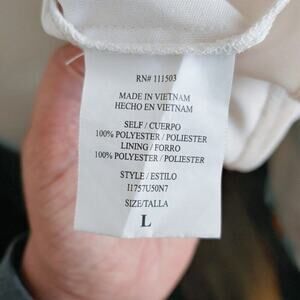 RN# 111503
MADE IN VIETNAM
HECHO EN VIETNAM
SELF / CUERPO
100% POLYESTER / POLIESTER
LINING / FORRO
100% POLYESTER / POLIESTER
STYLE / ESTILO
I1757U50N7
SIZE/TALLA
L